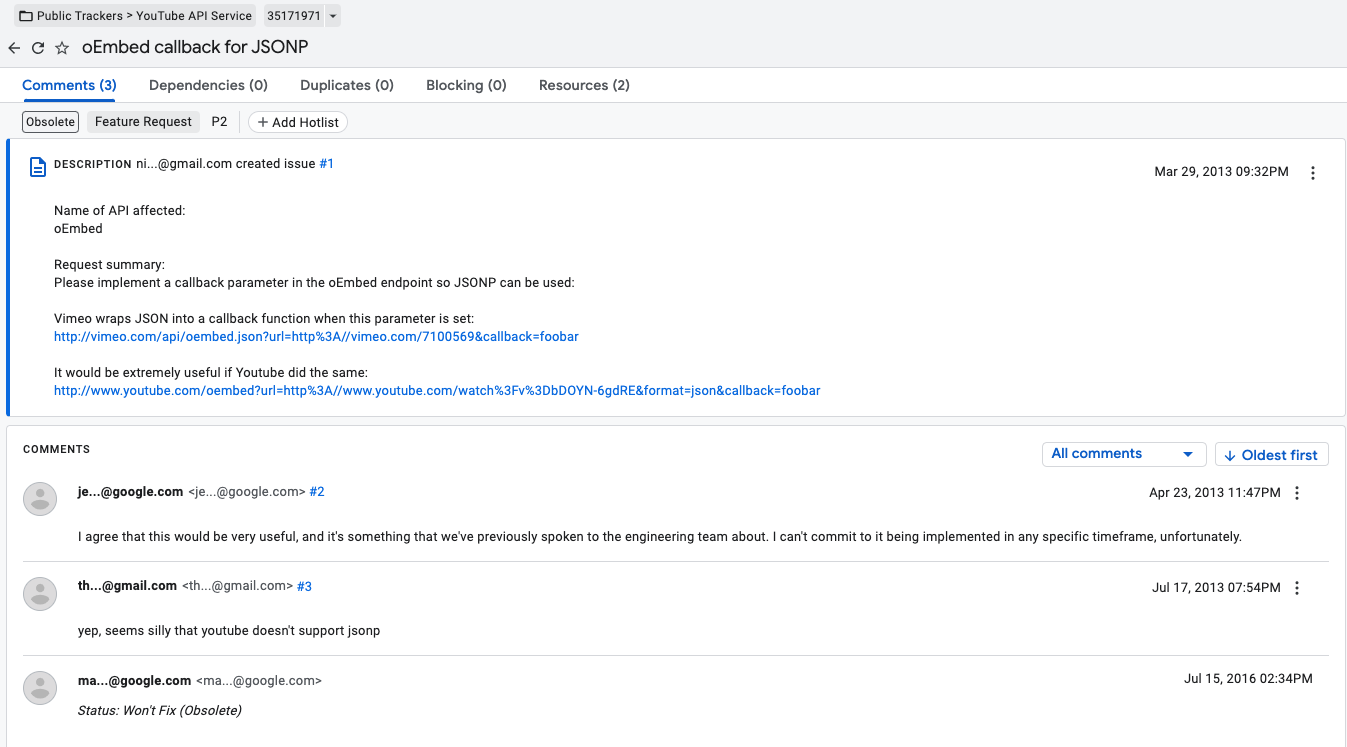 Public Trackers > YouTube API Service 35171971
oEmbed callback for JSONP
Comments (3) Dependencies (0) Duplicates (0) Blocking (0) Resources (2)
Obsolete Feature Request P2 + Add Hotlist
DESCRIPTION ni...@gmail.com created issue #1 Mar 29, 2013 09:32PM
Name of API affected:
oEmbed
Request summary:
Please implement a callback parameter in the oEmbed endpoint so JSONP can be used:
Vimeo wraps JSON into a callback function when this parameter is set:
http://vimeo.com/api/oembed.json?url=http%3A//vimeo.com/7100569&callback=foobar
It would be extremely useful if Youtube did the same:
http://www.youtube.com/oembed?url=http%3A//www.youtube.com/watch%3Fv%3DbDOYN-6gdRE&format=json&callback=foobar
COMMENTS All comments Oldest first
je...@google.com <je...@google.com> #2 Apr 23, 2013 11:47PM
I agree that this would be very useful, and it's something that we've previously spoken to the engineering team about. I can't commit to it being implemented in any specific timeframe, unfortunately.
th...@gmail.com <th...@gmail.com> #3 Jul 17, 2013 07:54PM
yep, seems silly that youtube doesn't support jsonp
ma...@google.com <ma...@google.com> Jul 15, 2016 02:34PM
Status: Won't Fix (Obsolete)